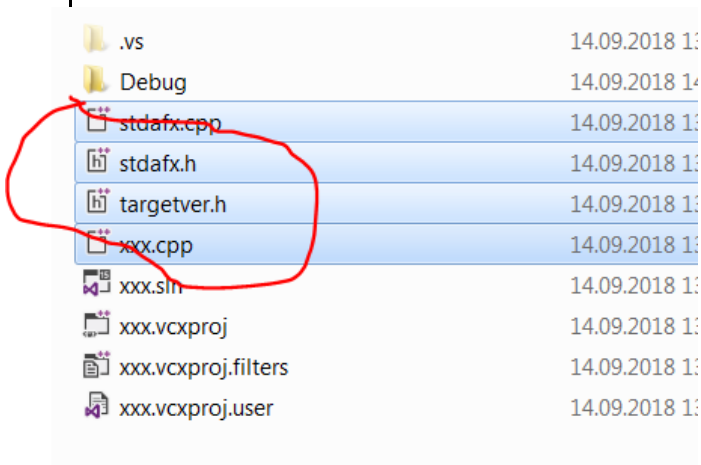 .vs 14.09.2018 13
Debug 14.09.2018 14
stdafx.cpp 14.09.2018 13
stdafx.h 14.09.2018 13
targetver.h 14.09.2018 13
xxx.cpp 14.09.2018 13
xxx.sln 14.09.2018 13
xxx.vcxproj 14.09.2018 13
xxx.vcxproj.filters 14.09.2018 13
xxx.vcxproj.user 14.09.2018 13